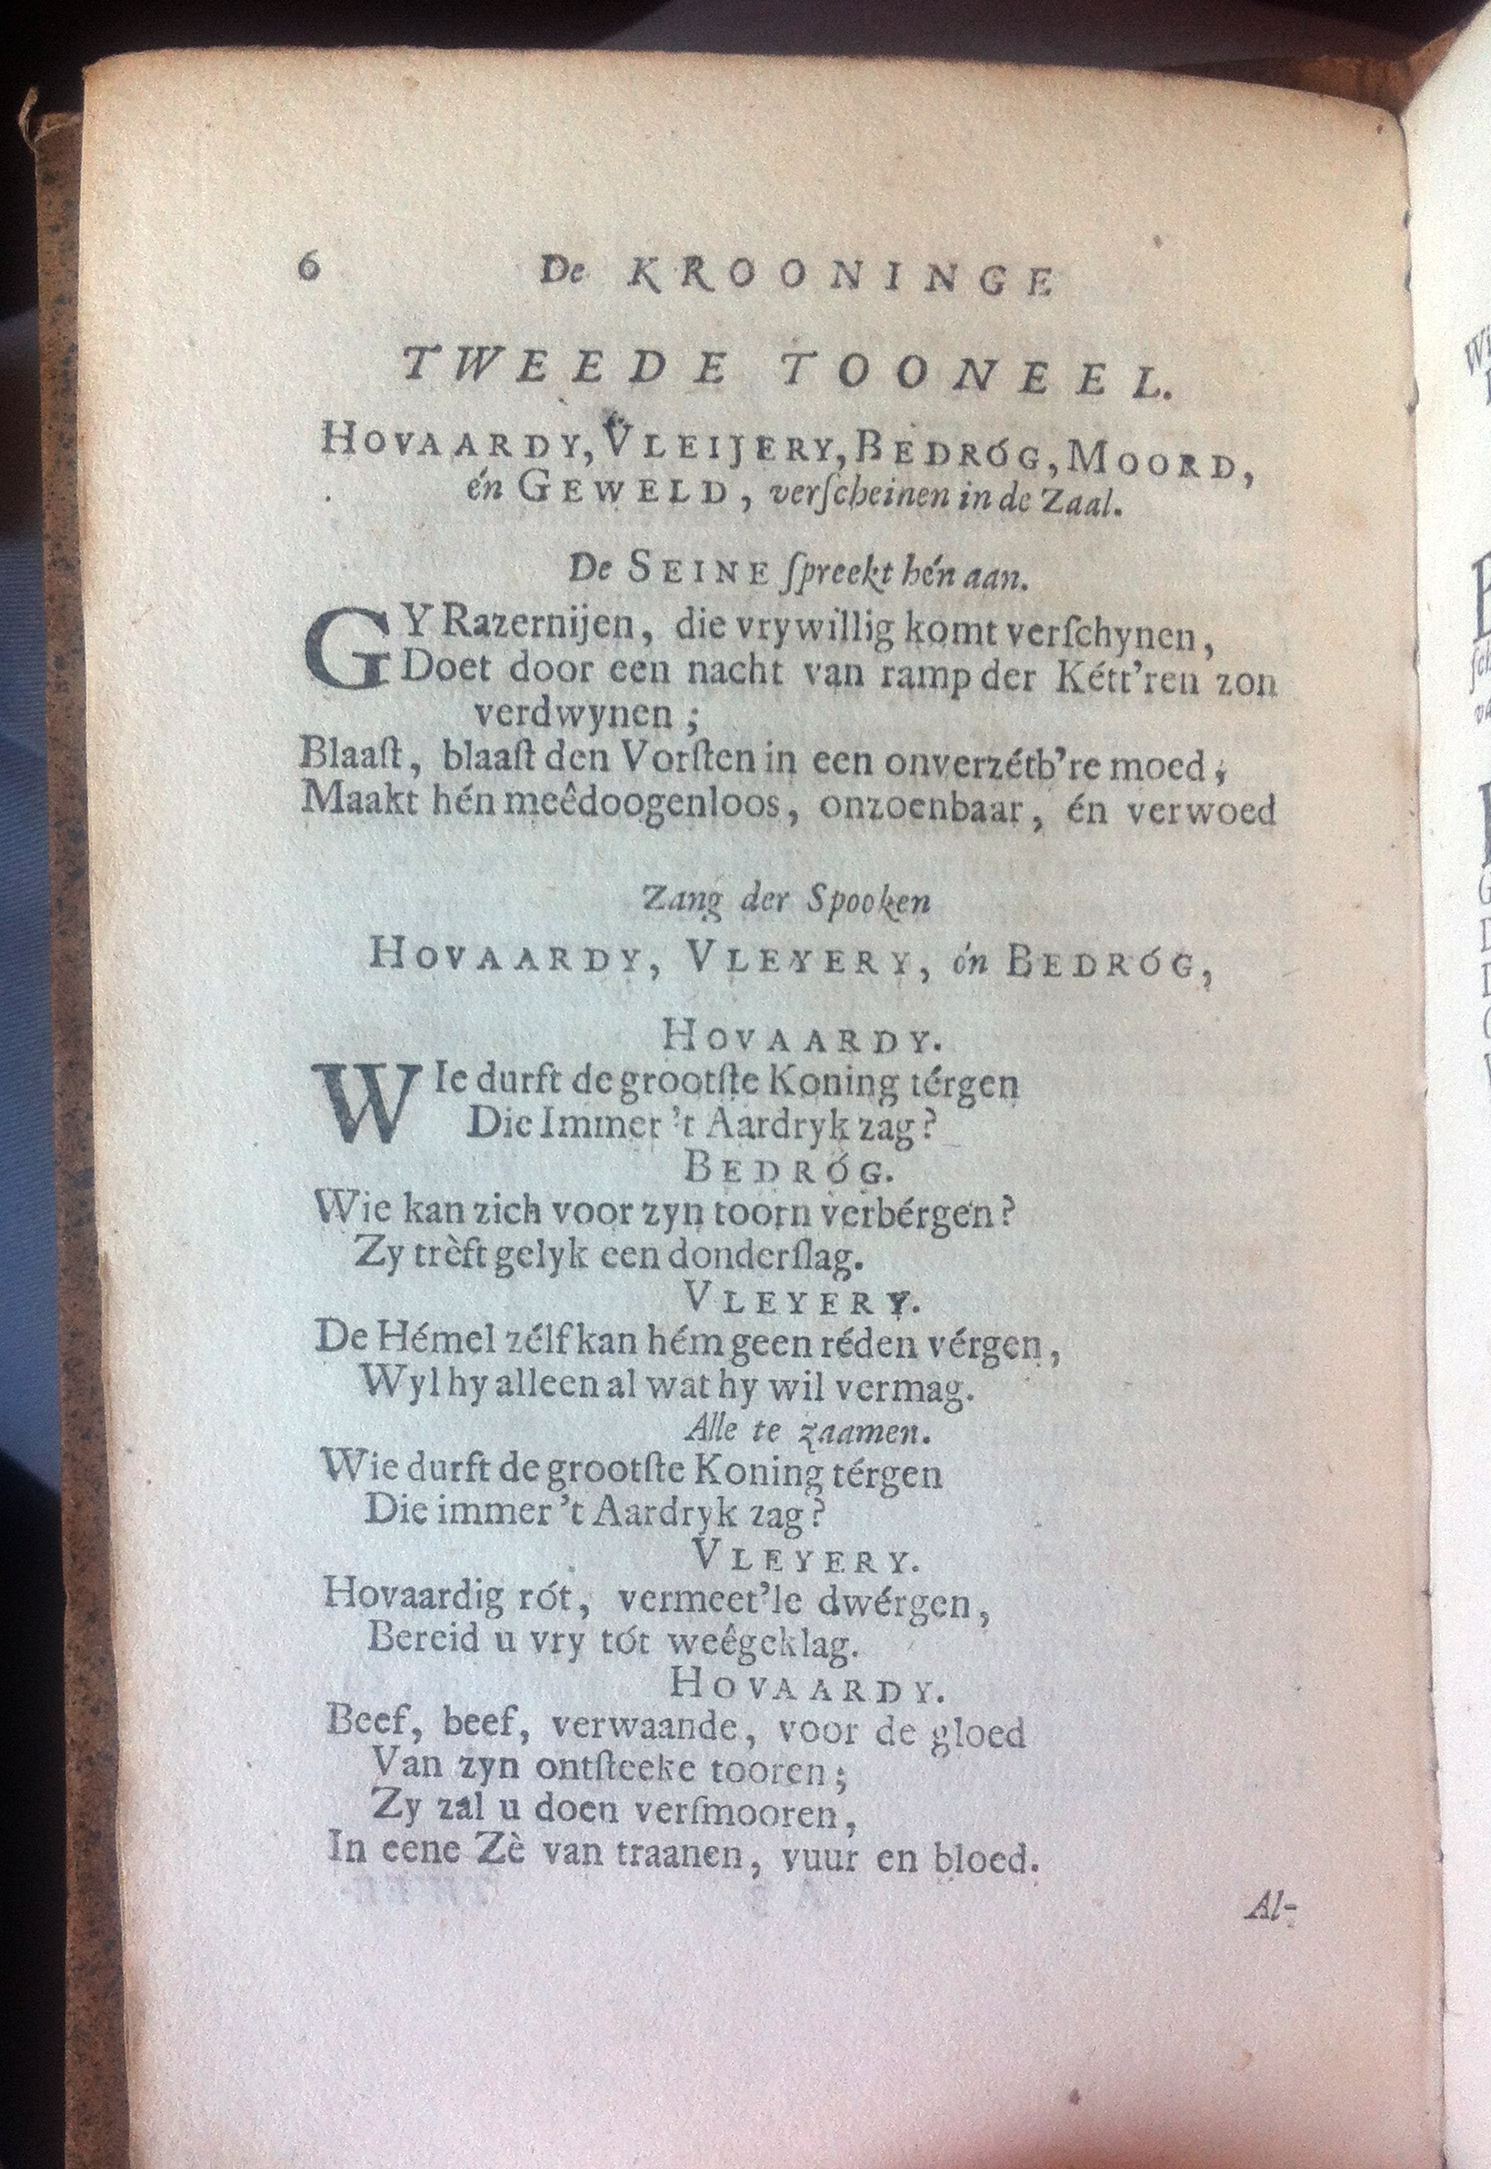 6 De KROONINGE
TWEEDE TOONEEL.
HOVAARDY, VLEIJERY, BEDRÓG, MOORD,
én GEWELD, verſcheinen in de Zaal.
De SEINE ſpreekt hén aan.
GY Razernijen, die vrywillig komt verſchynen,
Doet door een nacht van ramp der Kétt'ren zon
verdwynen;
Blaaſt, blaaſt den Vorſten in een onverzétb're moed,
Maakt hén meêdoogenloos, onzoenbaar, én verwoed
Zang der Spooken
HOVAARDY, VLEYERY, én BEDRÓG,
HOVAARDY.
WIe durft de grootſte Koning térgen
Die Immer 't Aardryk zag?
BEDRÓG.
Wie kan zich voor zyn toorn verbérgen?
Zy trèft gelyk een donderſlag.
VLEYERY.
De Hémel zélf kan hém geen réden vérgen,
Wyl hy alleen al wat hy wil vermag.
Alle te zaamen.
Wie durft de grootſte Koning térgen
Die immer 't Aardryk zag?
VLEYERY.
Hovaardig rót, vermeet'le dwérgen,
Bereid u vry tót weêgeklag.
HOVAARDY.
Beef, beef, verwaande, voor de gloed
Van zyn ontſteeke tooren;
Zy zal u doen verſmooren,
In eene Zè van traanen, vuur en bloed.
Al-